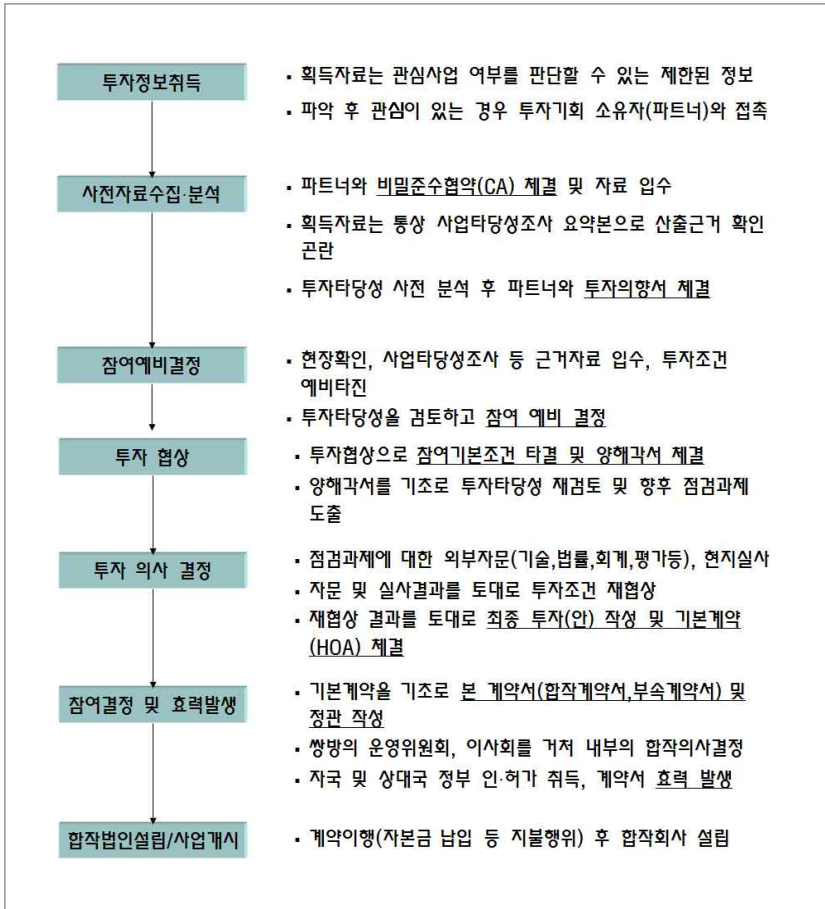 투자정보취득
▪ 획득자료는 관심사업 여부를 판단할 수 있는 제한된 정보
▪ 파악 후 관심이 있는 경우 투자기회 소유자(파트너)와 접촉
사전자료수집·분석
▪ 파트너와 비밀준수협약(CA) 체결 및 자료 입수
▪ 획득자료는 통상 사업타당성조사 요약본으로 산출근거 확인
곤란
▪ 투자타당성 사전 분석 후 파트너와 투자의향서 체결
참여예비결정
▪ 현장확인, 사업타당성조사 등 근거자료 입수, 투자조건
예비타진
▪ 투자타당성을 검토하고 참여 예비 결정
투자 협상
▪ 투자협상으로 참여기본조건 타결 및 양해각서 체결
▪ 양해각서를 기초로 투자타당성 재검토 및 향후 점검과제
도출
투자 의사 결정
▪ 점검과제에 대한 외부자문(기술,법률,회계,평가등), 현지실사
▪ 자문 및 실사결과를 토대로 투자조건 재협상
▪ 재협상 결과를 토대로 최종 투자(안) 작성 및 기본계약
(HOA) 체결
참여결정 및 효력발생
▪ 기본계약을 기초로 본 계약서(합작계약서,부속계약서) 및
정관 작성
▪ 쌍방의 운영위원회, 이사회를 거처 내부의 합작의사결정
▪ 자국 및 상대국 정부 인·허가 취득, 계약서 효력 발생
합작법인설립/사업개시
▪ 계약이행(자본금 납입 등 지불행위) 후 합작회사 설립